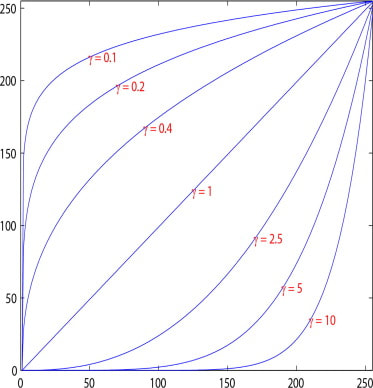 250
γ = 0.1
200
γ = 0.2
γ = 0.4
150
γ = 1
100
γ = 2.5
50
γ = 5
γ = 10
0
0 50 100 150 200 250